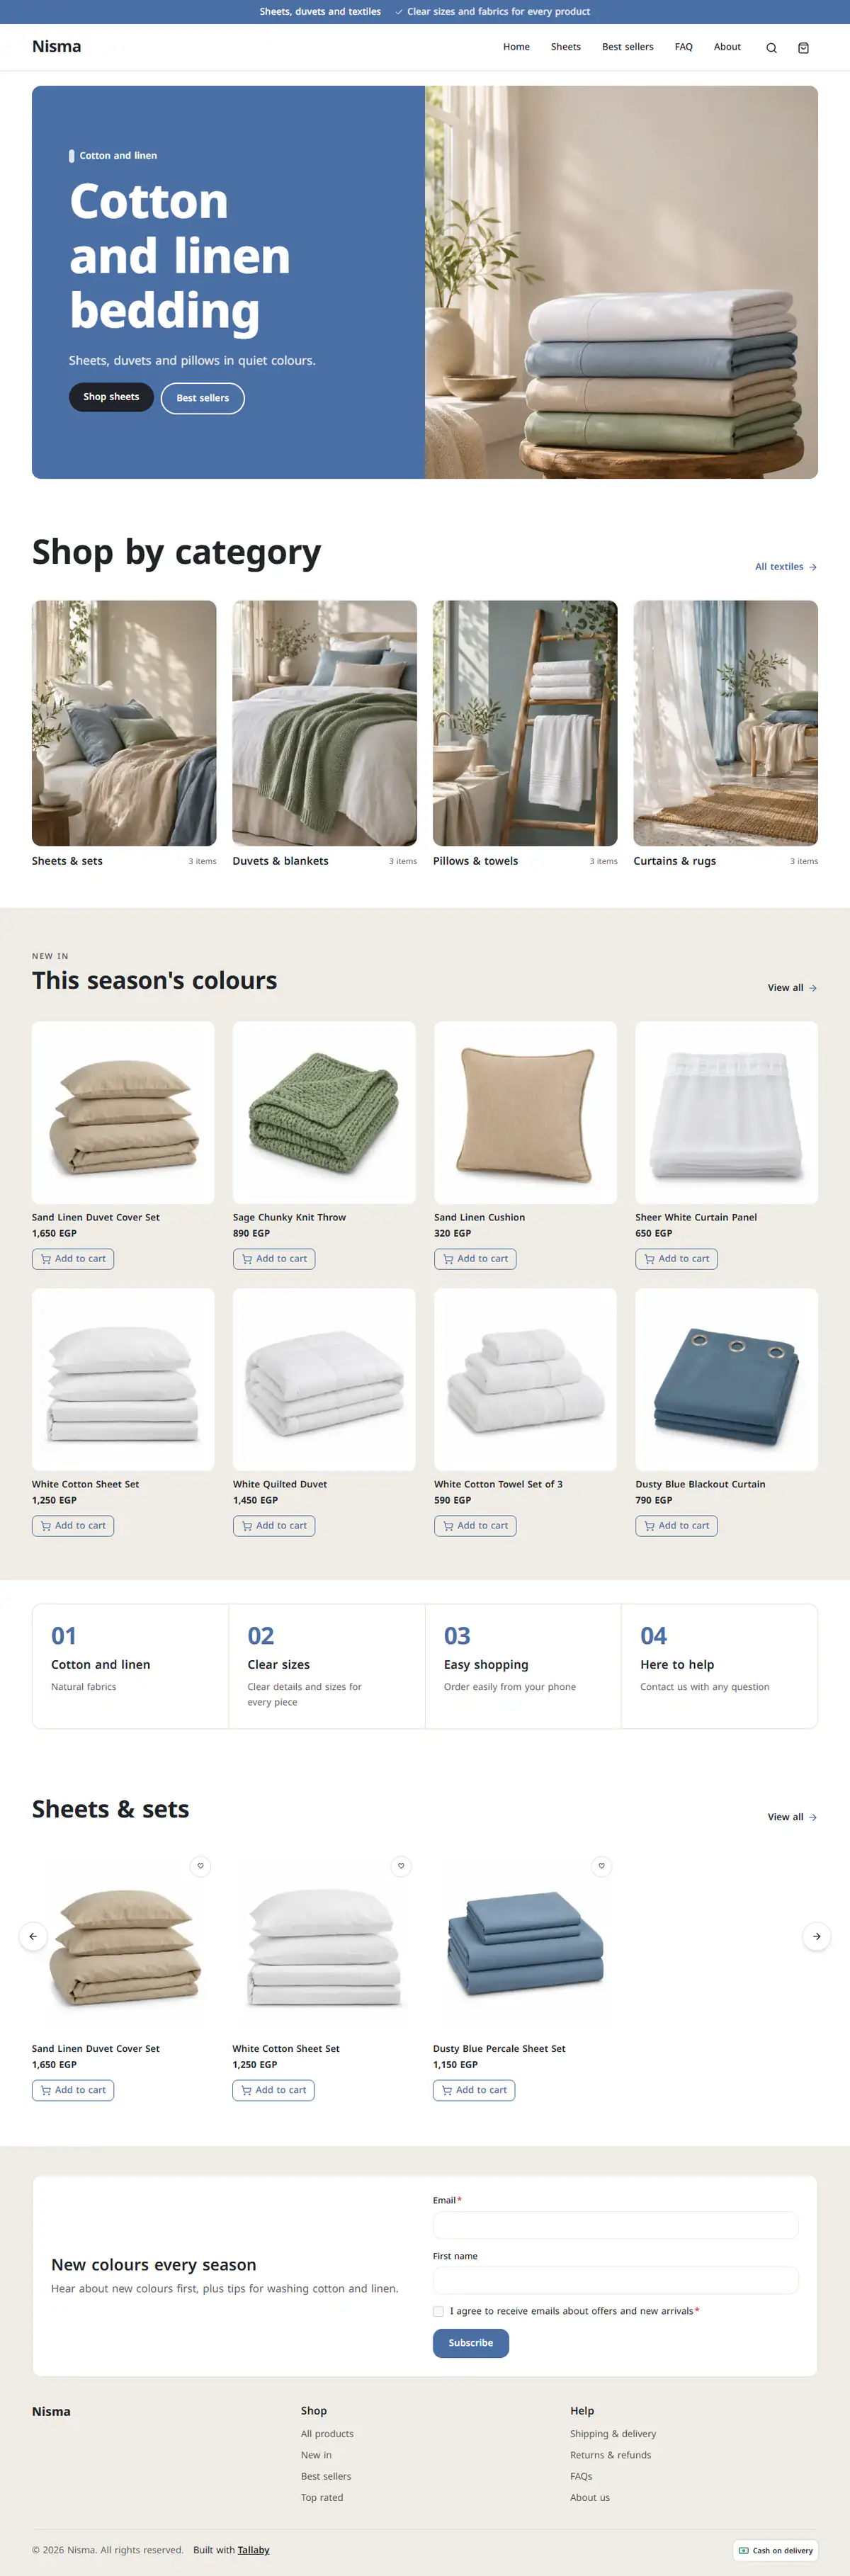 Sheets, duvets and textiles ✓ Clear sizes and fabrics for every product
Nisma
Home Sheets Best sellers FAQ About
Cotton and linen
Cotton
and linen
bedding
Sheets, duvets and pillows in quiet colours.
Shop sheets Best sellers
Shop by category
All textiles →
Sheets & sets 3 items
Duvets & blankets 3 items
Pillows & towels 3 items
Curtains & rugs 3 items
NEW IN
This season's colours
View all →
Sand Linen Duvet Cover Set
1,650 EGP
Add to cart
Sage Chunky Knit Throw
890 EGP
Add to cart
Sand Linen Cushion
320 EGP
Add to cart
Sheer White Curtain Panel
650 EGP
Add to cart
White Cotton Sheet Set
1,250 EGP
Add to cart
White Quilted Duvet
1,450 EGP
Add to cart
White Cotton Towel Set of 3
590 EGP
Add to cart
Dusty Blue Blackout Curtain
790 EGP
Add to cart
01
Cotton and linen
Natural fabrics
02
Clear sizes
Clear details and sizes for
every piece
03
Easy shopping
Order easily from your phone
04
Here to help
Contact us with any question
Sheets & sets
View all →
Sand Linen Duvet Cover Set
1,650 EGP
Add to cart
White Cotton Sheet Set
1,250 EGP
Add to cart
Dusty Blue Percale Sheet Set
1,150 EGP
Add to cart
New colours every season
Hear about new colours first, plus tips for washing cotton and linen.
Email*
First name
I agree to receive emails about offers and new arrivals*
Subscribe
Nisma
Shop
All products
New in
Best sellers
Top rated
Help
Shipping & delivery
Returns & refunds
FAQs
About us
© 2026 Nisma. All rights reserved. Built with Tallaby
Cash on delivery